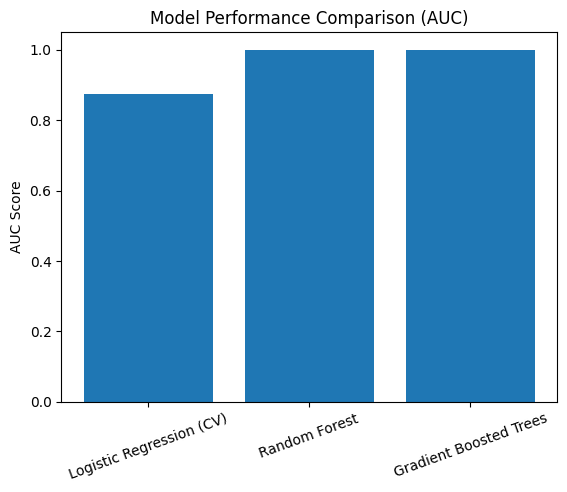 Model Performance Comparison (AUC)
AUC Score
1.0
0.8
0.6
0.4
0.2
0.0
Logistic Regression (CV)
Random Forest
Gradient Boosted Trees